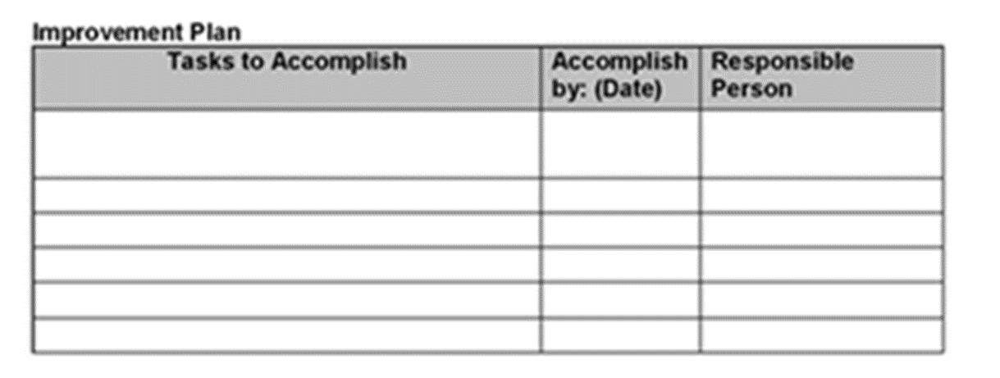 Improvement Plan
Tasks to Accomplish
Accomplish
by: (Date)
Responsible
Person